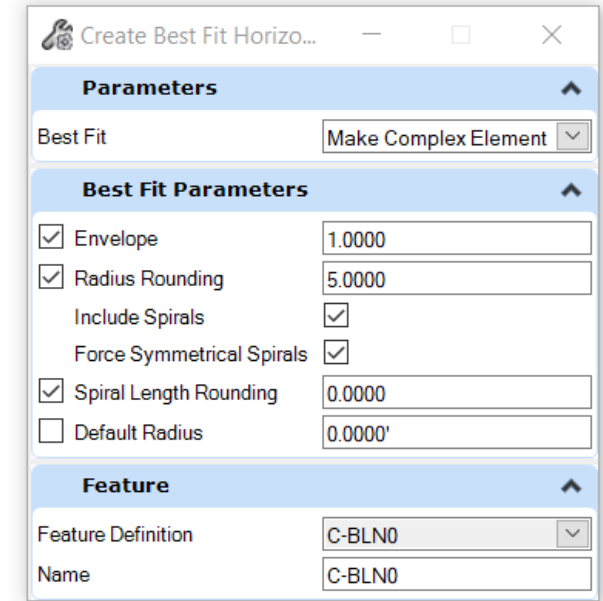 Create Best Fit Horizo...
Parameters
Best Fit Make Complex Element
Best Fit Parameters
Envelope 1.0000
Radius Rounding 5.0000
Include Spirals
Force Symmetrical Spirals
Spiral Length Rounding 0.0000
Default Radius 0.0000'
Feature
Feature Definition C-BLN0
Name C-BLN0